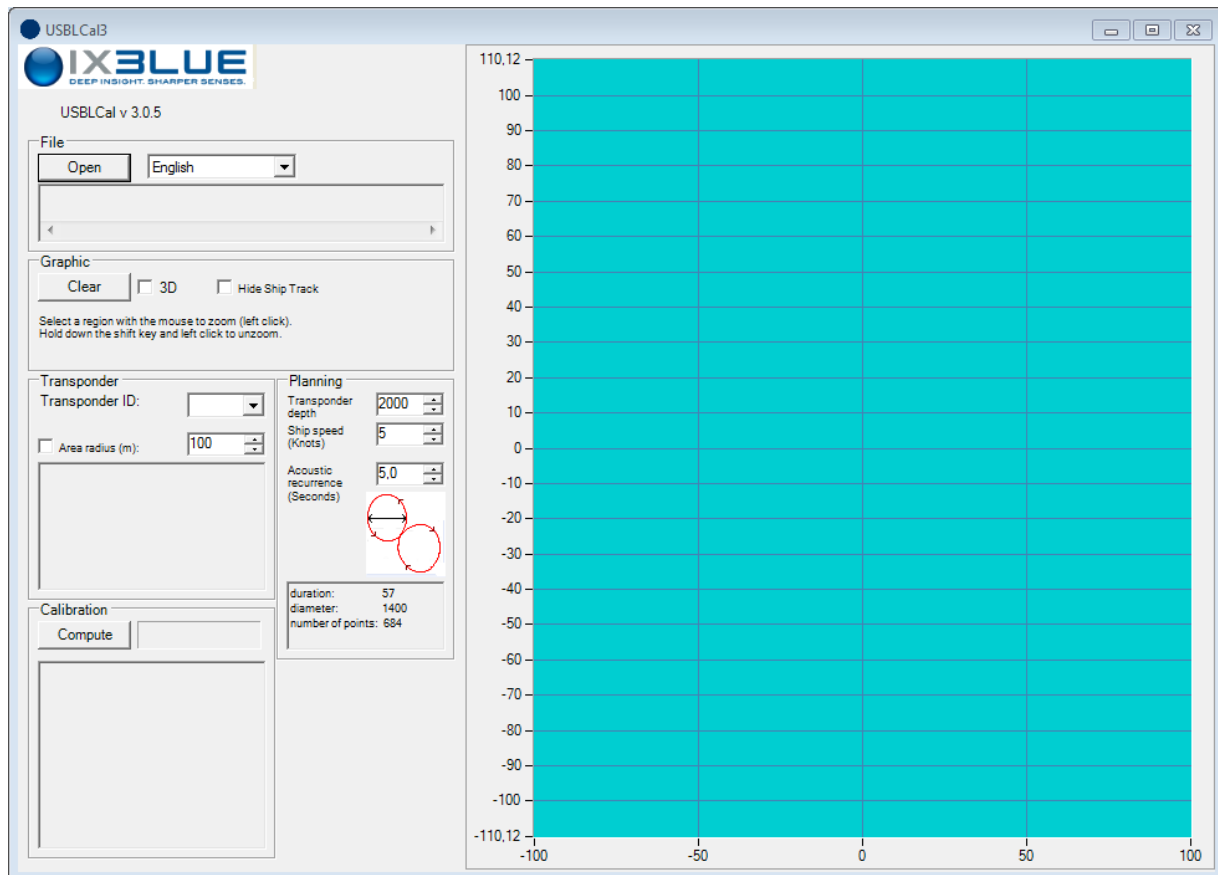 USBLCal3
IXBLUE
DEEP INSIGHT. SHARPER SENSES.
USBLCal v 3.0.5
File
Open
English
Graphic
Clear
3D
Hide Ship Track
Select a region with the mouse to zoom (left click).
Hold down the shift key and left click to unzoom.
Transponder
Transponder ID:
Area radius (m):
100
Planning
Transponder
depth
2000
Ship speed
(Knots)
5
Acoustic
recurrence
(Seconds)
5,0
duration: 57
diameter: 1400
number of points: 684
Calibration
Compute
110,12
100
90
80
70
60
50
40
30
20
10
0
-10
-20
-30
-40
-50
-60
-70
-80
-90
-100
-110,12
-100
-50
0
50
100